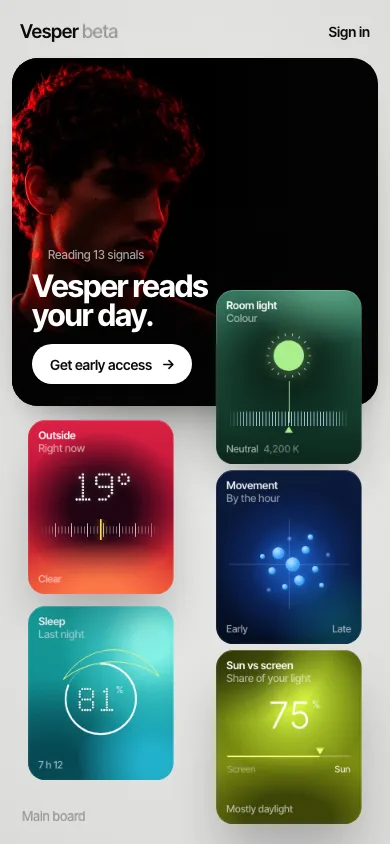 Vesper beta
Sign in
Reading 13 signals
Vesper reads
your day.
Get early access
Room light
Colour
Neutral 4,200 K
Outside
Right now
19°
Clear
Movement
By the hour
Early
Late
Sleep
Last night
81%
7 h 12
Sun vs screen
Share of your light
75%
Screen
Sun
Mostly daylight
Main board